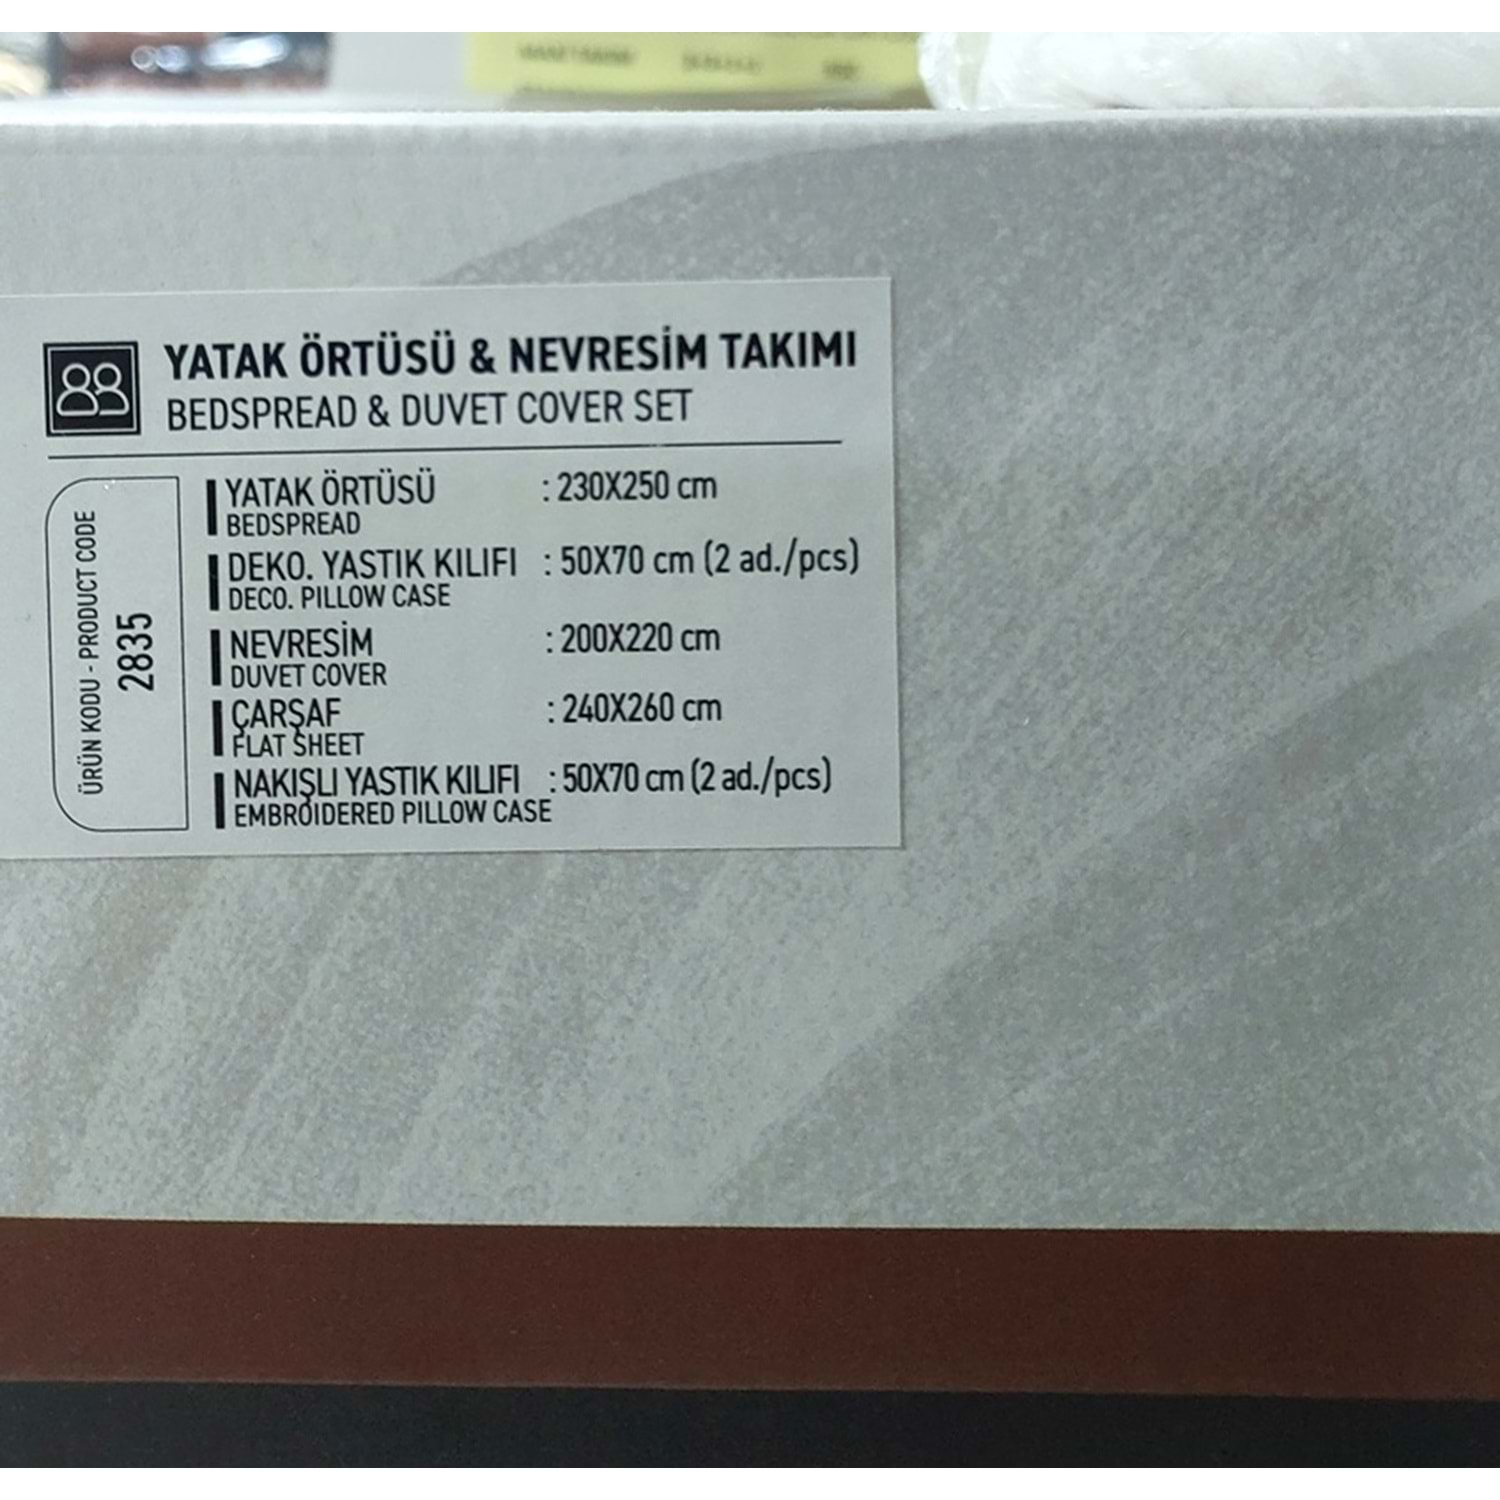 YATAK ÖRTÜSÜ & NEVRESİM TAKIMI
BEDSPREAD & DUVET COVER SET
ÜRÜN KODU - PRODUCT CODE
2835
YATAK ÖRTÜSÜ : 230X250 cm
BEDSPREAD
DEKO. YASTIK KILIFI : 50X70 cm (2 ad./pcs)
DECO. PILLOW CASE
NEVRESİM : 200X220 cm
DUVET COVER
ÇARŞAF : 240X260 cm
FLAT SHEET
NAKIŞLI YASTIK KILIFI : 50X70 cm (2 ad./pcs)
EMBROIDERED PILLOW CASE